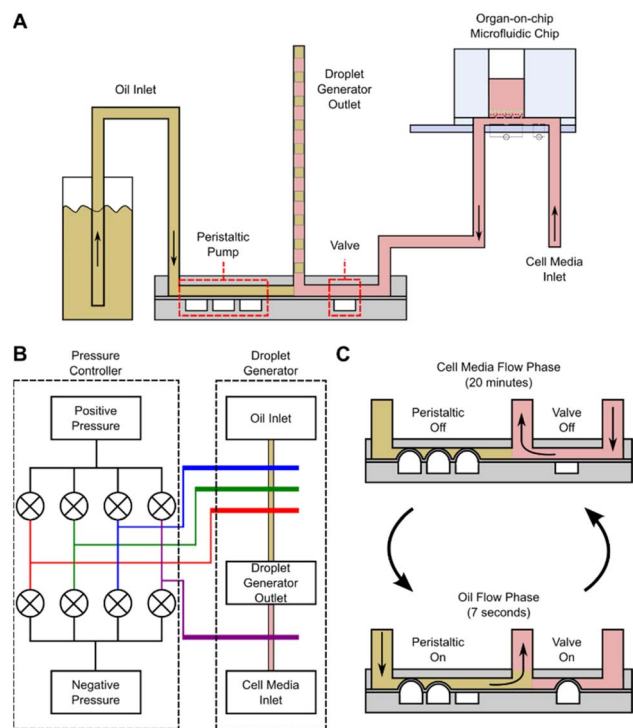 A
Organ-on-chip
Microfluidic Chip
Oil Inlet
Droplet
Generator
Outlet
Peristaltic
Pump
Valve
Cell Media
Inlet
B
Pressure
Controller
Droplet
Generator
Positive
Pressure
Oil Inlet
Droplet
Generator
Outlet
Negative
Pressure
Cell Media
Inlet
C
Cell Media Flow Phase
(20 minutes)
Peristaltic
Off
Valve
Off
Oil Flow Phase
(7 seconds)
Peristaltic
On
Valve
On